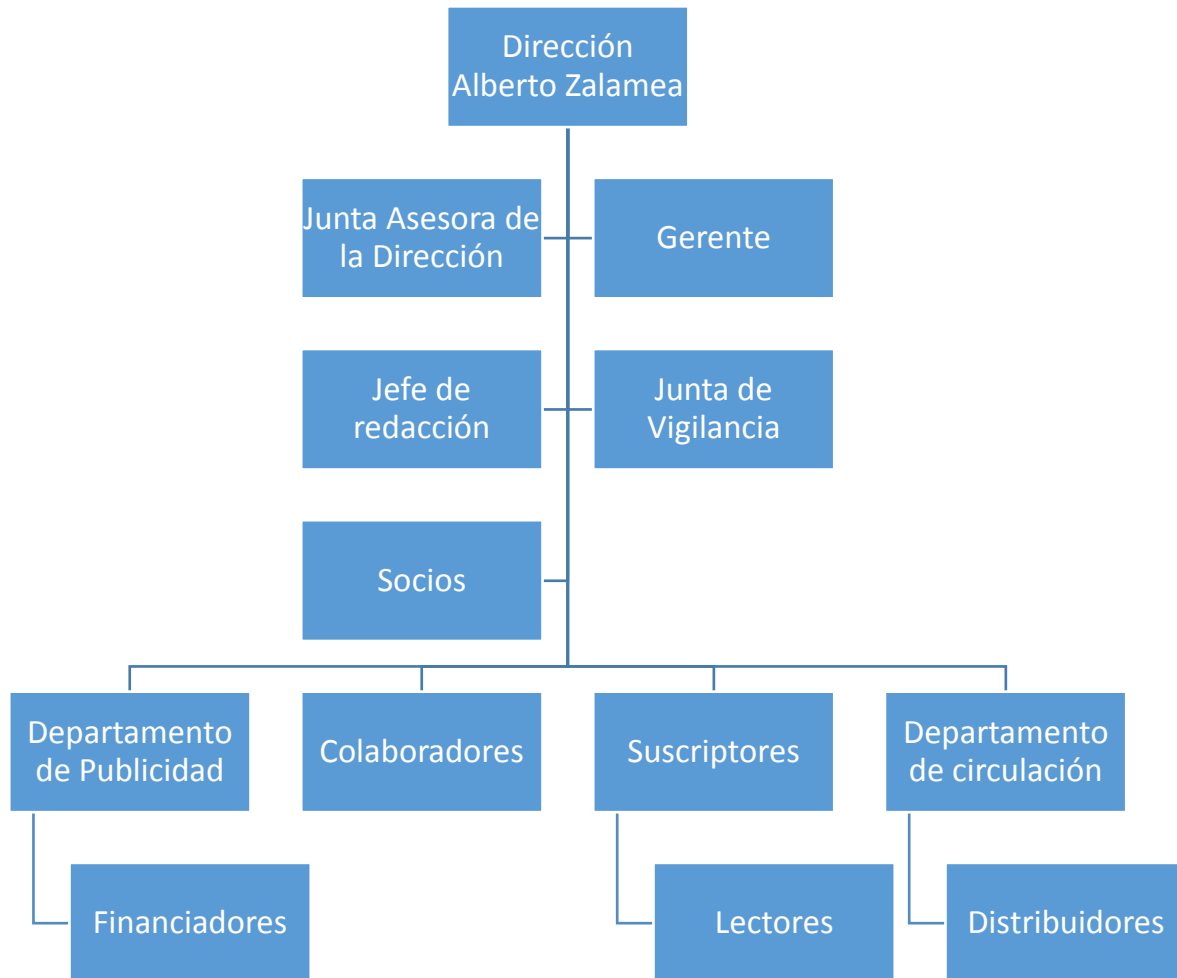 Dirección
Alberto Zalamea
Junta Asesora de
la Dirección
Gerente
Jefe de
redacción
Junta de
Vigilancia
Socios
Departamento
de Publicidad
Colaboradores
Suscriptores
Departamento
de circulación
Financiadores
Lectores
Distribuidores